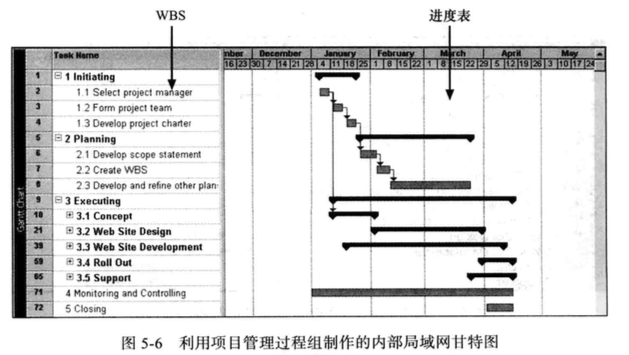 WBS
进度表
Task Name
mber December January February March April May
16 23 30 7 14 21 28 4 11 18 25 1 8 15 22 1 8 15 22 29 5 12 19 26 3 10 17 24
1 1 Initiating
2 1.1 Select project manager
3 1.2 Form project team
4 1.3 Develop project charter
5 2 Planning
6 2.1 Develop scope statement
7 2.2 Create WBS
8 2.3 Develop and refine other plan
9 3 Executing
10 3.1 Concept
21 3.2 Web Site Design
39 3.3 Web Site Development
59 3.4 Roll Out
65 3.5 Support
71 4 Monitoring and Controlling
72 5 Closing
Gantt Chart
图 5-6 利用项目管理过程组制作的内部局域网甘特图